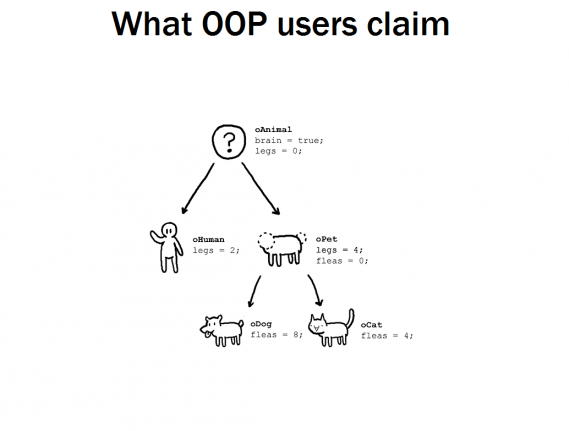 What OOP users claim
?
oAnimal
brain = true;
legs = 0;
oHuman
legs = 2;
oPet
legs = 4;
fleas = 0;
oDog
fleas = 8;
oCat
fleas = 4;